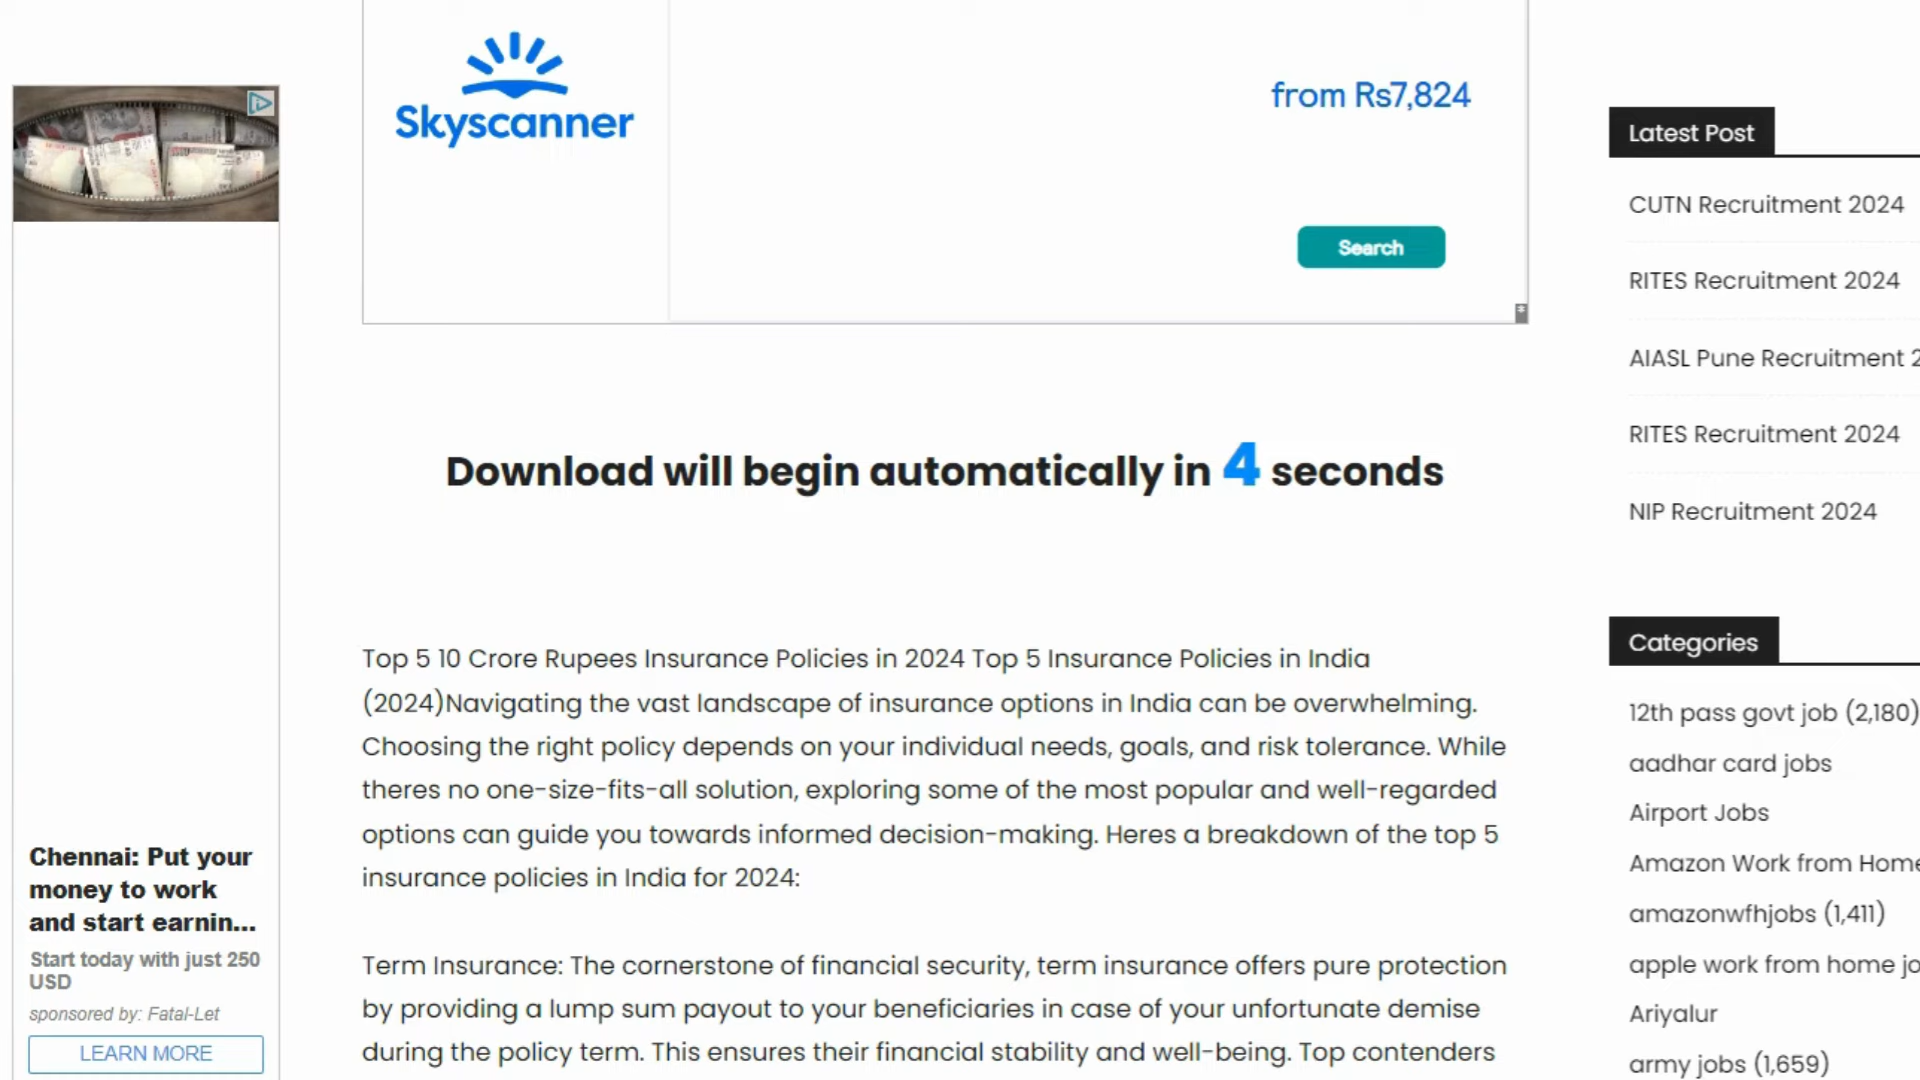 Skyscanner
from Rs7,824
Search
Download will begin automatically in 4 seconds
Top 5 10 Crore Rupees Insurance Policies in 2024 Top 5 Insurance Policies in India
(2024)Navigating the vast landscape of insurance options in India can be overwhelming.
Choosing the right policy depends on your individual needs, goals, and risk tolerance. While
theres no one-size-fits-all solution, exploring some of the most popular and well-regarded
options can guide you towards informed decision-making. Heres a breakdown of the top 5
insurance policies in India for 2024:
Term Insurance: The cornerstone of financial security, term insurance offers pure protection
by providing a lump sum payout to your beneficiaries in case of your unfortunate demise
during the policy term. This ensures their financial stability and well-being. Top contenders
Chennai: Put your
money to work
and start earnin...
Start today with just 250
USD
sponsored by: Fatal-Let
LEARN MORE
Latest Post
CUTN Recruitment 2024
RITES Recruitment 2024
AIASL Pune Recruitment 2
RITES Recruitment 2024
NIP Recruitment 2024
Categories
12th pass govt job (2,180)
aadhar card jobs
Airport Jobs
Amazon Work from Home
amazonwfhjobs (1,411)
apple work from home jo
Ariyalur
army jobs (1,659)